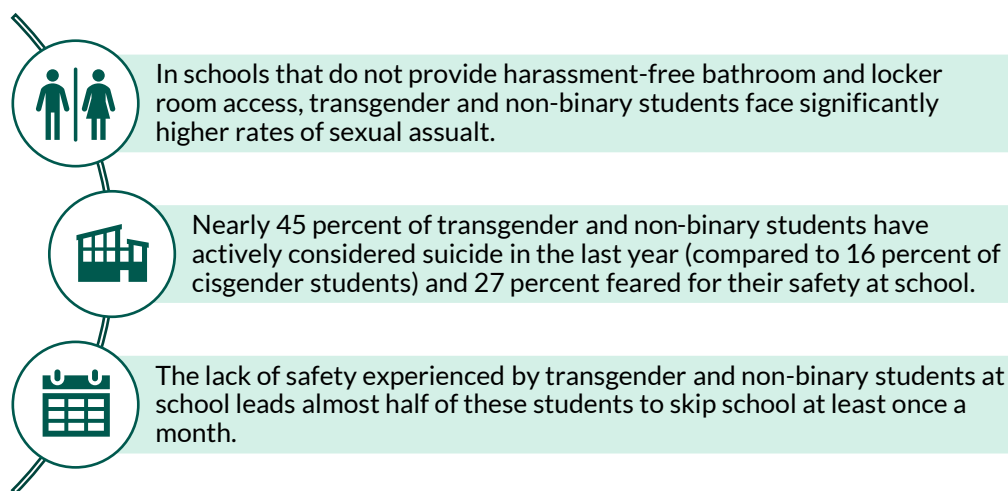 In schools that do not provide harassment-free bathroom and locker
room access, transgender and non-binary students face significantly
higher rates of sexual assualt.
Nearly 45 percent of transgender and non-binary students have
actively considered suicide in the last year (compared to 16 percent of
cisgender students) and 27 percent feared for their safety at school.
The lack of safety experienced by transgender and non-binary students at
school leads almost half of these students to skip school at least once a
month.